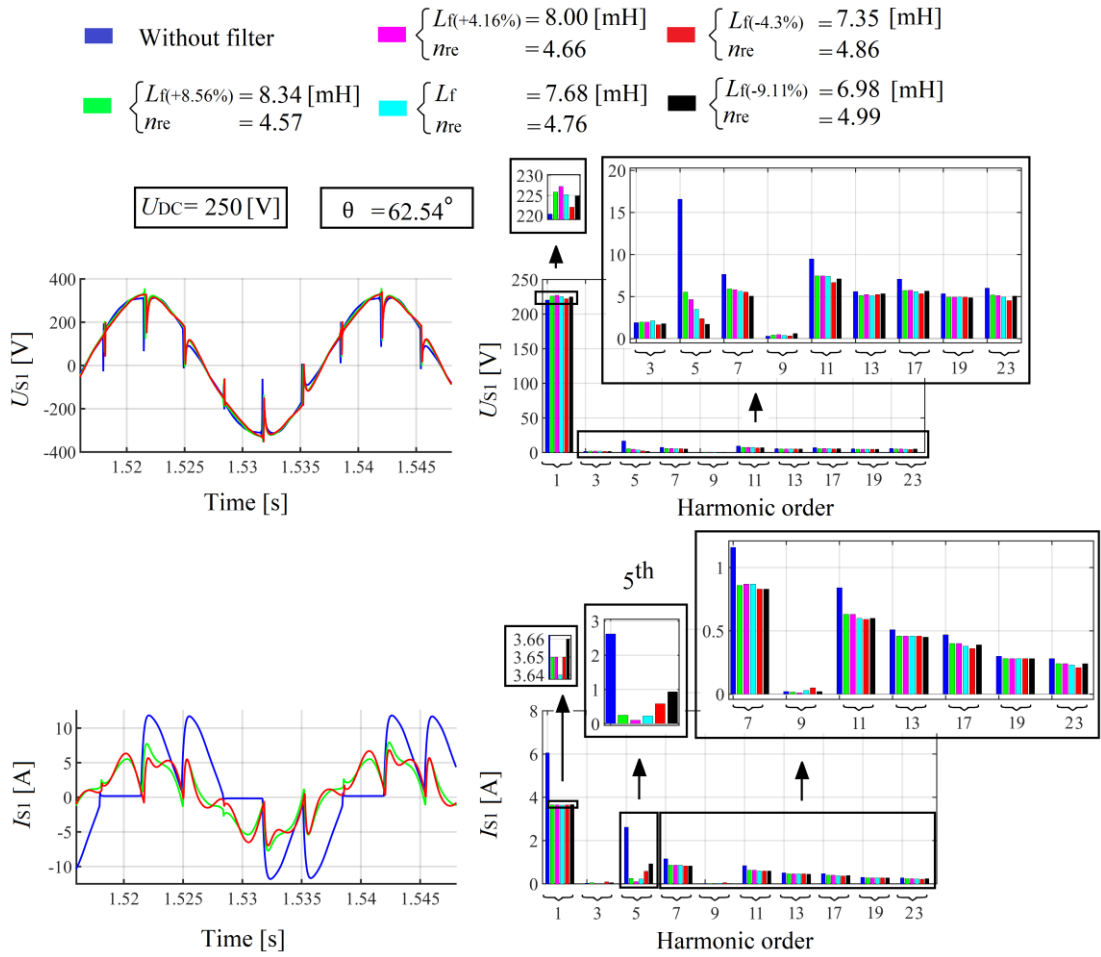 Without filter
Lf(+4.16%) = 8.00 [mH]
nre = 4.66
Lf(-4.3%) = 7.35 [mH]
nre = 4.86
Lf(+8.56%) = 8.34 [mH]
nre = 4.57
Lf = 7.68 [mH]
nre = 4.76
Lf(-9.11%) = 6.98 [mH]
nre = 4.99
UDC= 250 [V]
θ =62.54°
400
200
0
-200
-400
US1 [V]
1.52 1.525 1.53 1.535 1.54 1.545
Time [s]
230
225
220
20
15
10
5
0
3 5 7 9 11 13 17 19 23
250
200
150
100
50
0
US1 [V]
1 3 5 7 9 11 13 17 19 23
Harmonic order
10
5
0
-5
-10
IS1 [A]
1.52 1.525 1.53 1.535 1.54 1.545
Time [s]
3.66
3.65
3.64
5th
3
2
1
0
1
0.5
0
7 9 11 13 17 19 23
8
6
4
2
0
IS1 [A]
1 3 5 7 9 11 13 17 19 23
Harmonic order